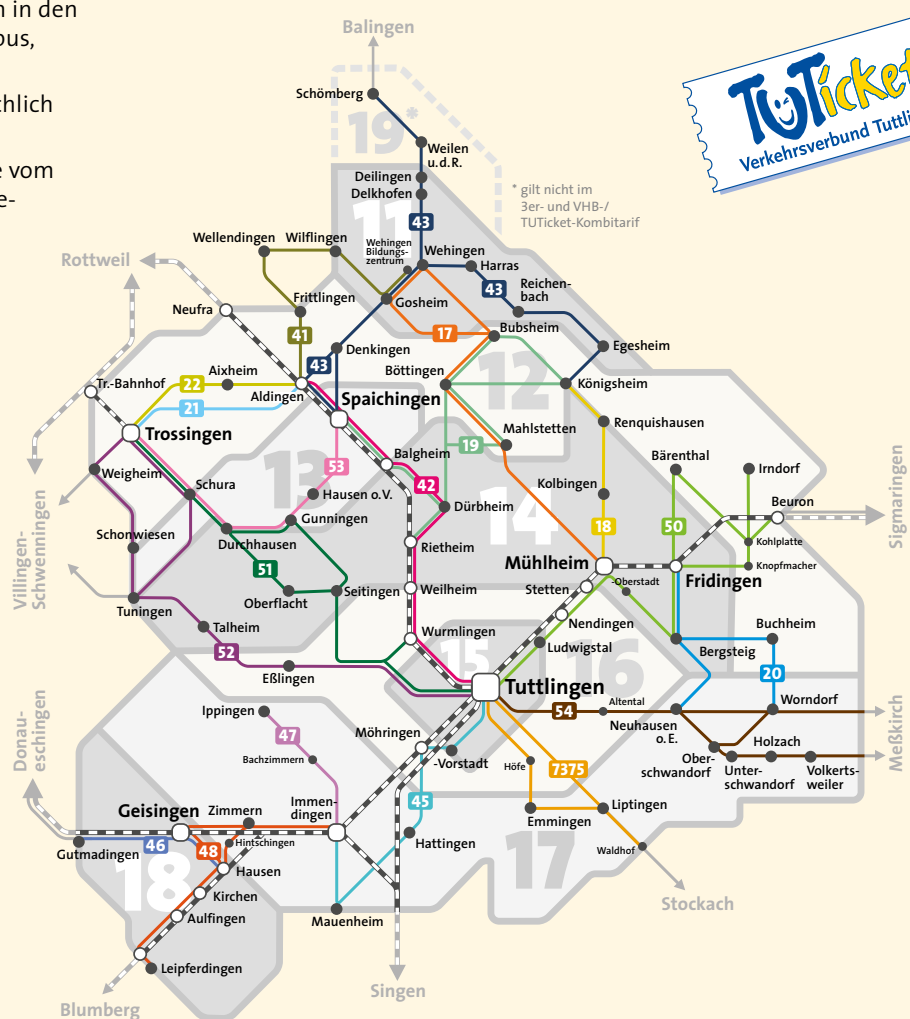 n in den
bus,
chlich
e vom
e-
Balingen
TUTicket
Verkehrsverbund Tuttli
Schömberg
19*
Weilen
u.d.R.
Deilingen
Delkhofen
* gilt nicht im
3er- und VHB-/
TUTicket-Kombitarif
11
43
Wellendingen
Wilflingen
Wehingen
Bildungs-
zentrum
Wehingen
Harras
Rottweil
43
Reichen-
bach
Neufra
Frittlingen
Gosheim
41
17
Bubsheim
Egesheim
43
Denkingen
Tr.-Bahnhof
22
Aixheim
Aldingen
Böttingen
12
Königsheim
21
Spaichingen
Trossingen
Mahlstetten
Renquishausen
19
Balgheim
Bärenthal
Irndorf
Weigheim
53
13
Schura
42
Hausen o.V.
14
Kolbingen
Beuron
Sigmaringen
Dürbheim
Gunningen
18
50
Schonwiesen
Durchhausen
Rietheim
Kohlplatte
Villingen-
Schwenningen
51
Mühlheim
Knopfmacher
Fridingen
Oberflacht
Seitingen
Weilheim
Stetten
-Oberstadt
Tuningen
Talheim
Wurmlingen
Nendingen
Buchheim
52
15
Ludwigstal
16
Bergsteig
Eßlingen
20
Tuttlingen
Altental
Worndorf
54
Ippingen
Neuhausen
o.E.
Donau-
eschingen
47
Möhringen
Holzach
Meßkirch
Bachzimmern
-Vorstadt
Höfe
7375
Ober-
schwandorf
Unter-
schwandorf
Volkerts-
weiler
Immen-
dingen
45
Geisingen
Zimmern
Liptingen
Emmingen
Hintschingen
Hattingen
Gutmadingen
46
48
Waldhof
Hausen
17
18
Kirchen
Stockach
Aulfingen
Mauenheim
Leipferdingen
Singen
Blumberg